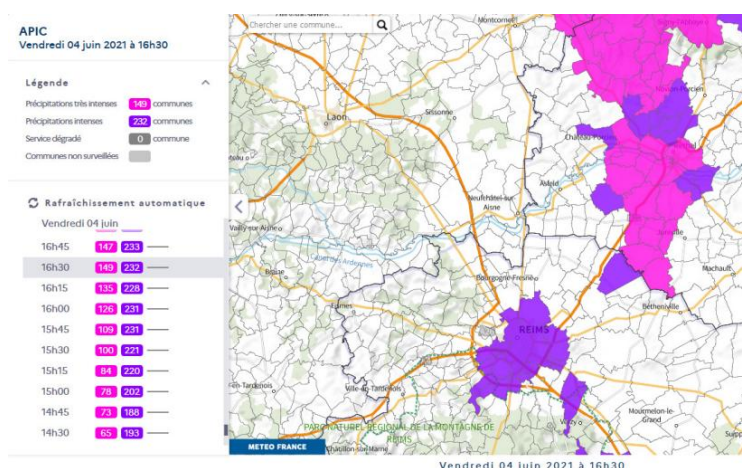 APIC
Vendredi 04 juin 2021 à 16h30
Légende
Précipitations très intenses 149 communes
Précipitations intenses 232 communes
Service dégradé 0 commune
Communes non surveillées
Rafraîchissement automatique
Vendredi 04 juin
16h45 147 233
16h30 149 232
16h15 135 228
16h00 126 231
15h45 109 231
15h30 100 221
15h15 84 220
15h00 78 202
14h45 73 188
14h30 65 193
Chercher une commune...
Montcornet
Laon
Sissonne
Château-Porcien
Asfeld
Neufchâtel-sur
Aisne
Vailly-sur-Aisne
Canal des Ardennes
Juniville
Machault
Braisne
Bourgogne-Fresne
Bétheniville
Fismes
REIMS
en-Tardenois
Ville-en-Tardenois
Mourmelon-le-
Grand
Verzy
PARC NATUREL RÉGIONAL DE LA MONTAGNE DE
REIMS
Châtillon-sur-Marne
METEO FRANCE
Vendredi 04 juin 2021 à 16h30